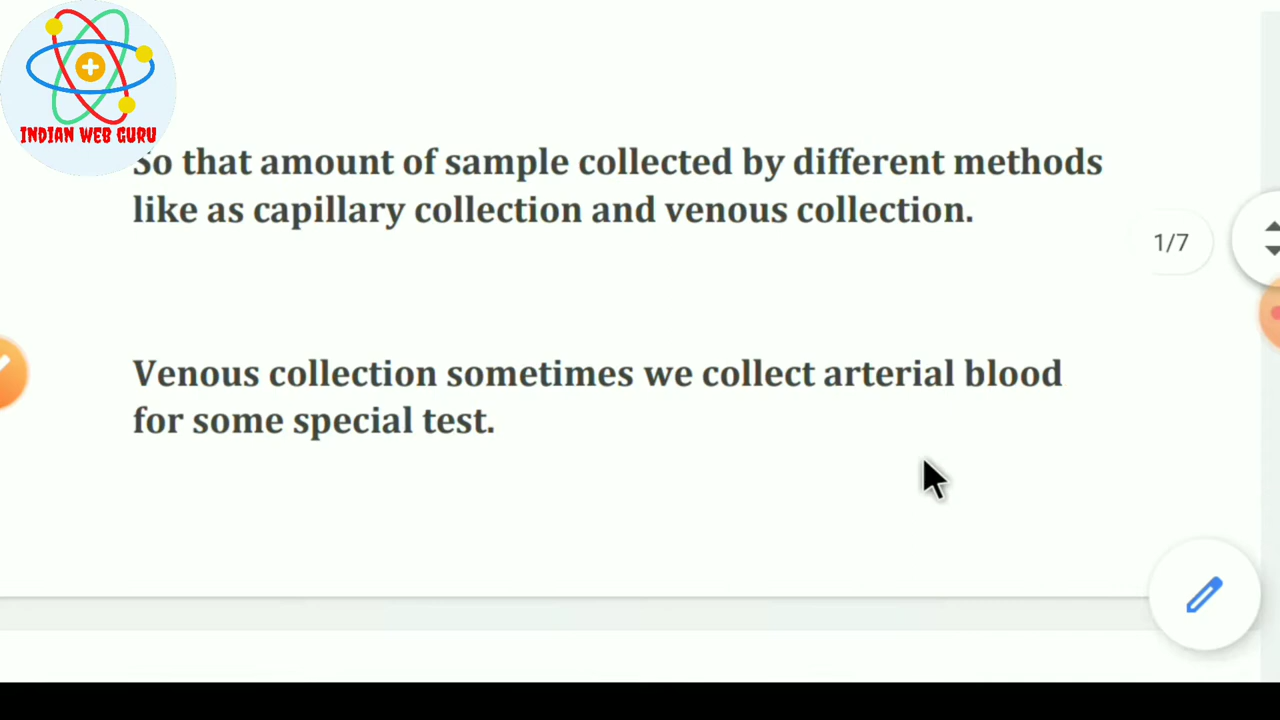 INDIAN WEB GURU
So that amount of sample collected by different methods
like as capillary collection and venous collection.
1/7
Venous collection sometimes we collect arterial blood
for some special test.